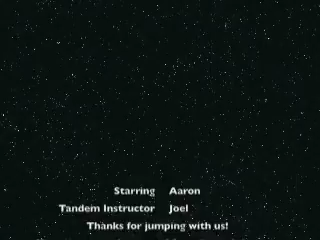 Starring Aaron
Tandem Instructor Joel
Thanks for jumping with us!